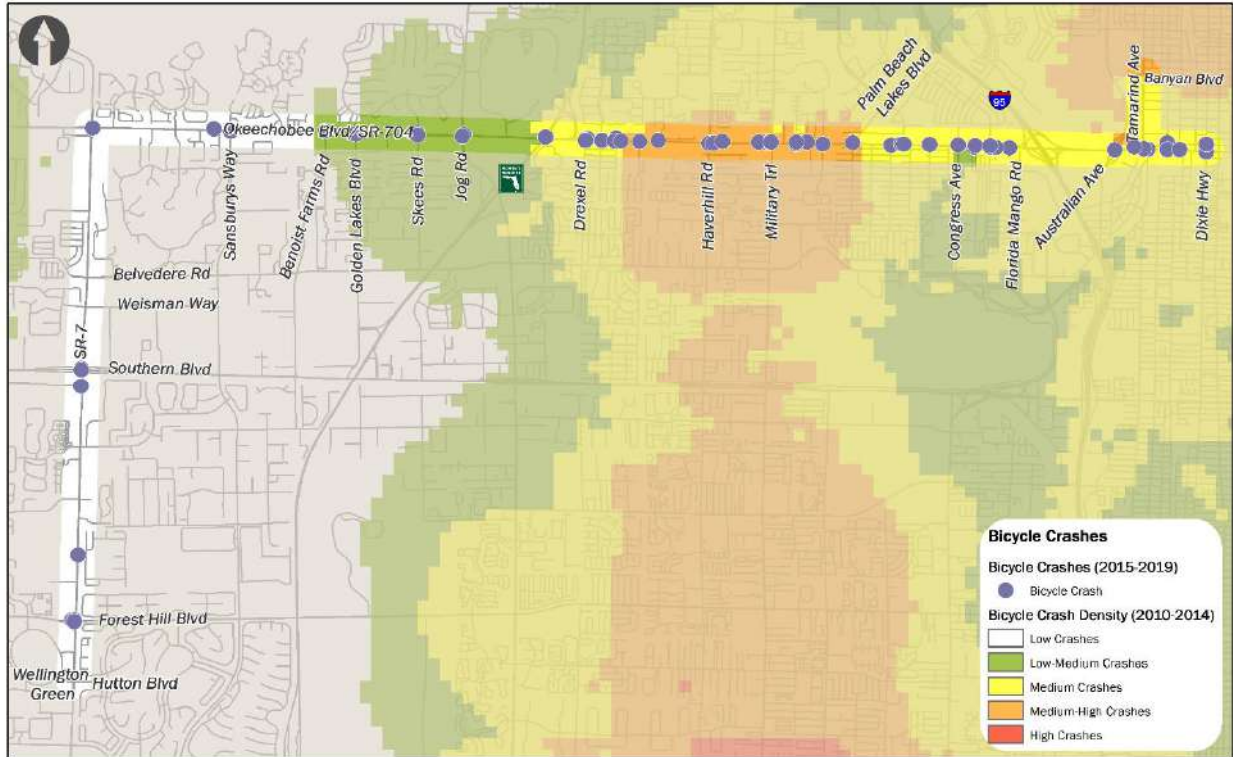 Palm Beach
Lakes Blvd
95
Tamarind Ave
Banyan Blvd
Okeechobee Blvd/SR-704
Sansburys Way
Benoist Farms Rd
Golden Lakes Blvd
Skees Rd
Jog Rd
Drexel Rd
Haverhill Rd
Military Trl
Congress Ave
Florida Mango Rd
Australian Ave
Dixie Hwy
Belvedere Rd
Weisman Way
SR-7
Southern Blvd
Forest Hill Blvd
Wellington
Green
Hutton Blvd
Bicycle Crashes
Bicycle Crashes (2015-2019)
Bicycle Crash
Bicycle Crash Density (2010-2014)
Low Crashes
Low-Medium Crashes
Medium Crashes
Medium-High Crashes
High Crashes